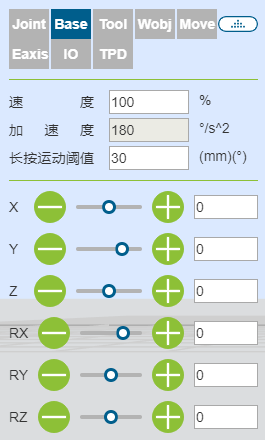 Joint Base Tool Wobj Move
Eaxis IO TPD
速 度 100 %
加 速 度 180 °/s^2
长按运动阈值 30 (mm)(°)
X 0
Y 0
Z 0
RX 0
RY 0
RZ 0